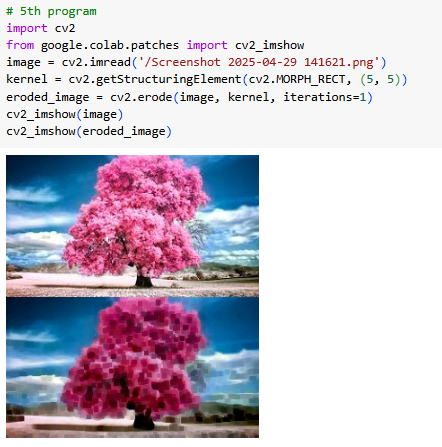 # 5th program
import cv2
from google.colab.patches import cv2_imshow
image = cv2.imread('/Screenshot 2025-04-29 141621.png')
kernel = cv2.getStructuringElement(cv2.MORPH_RECT, (5, 5))
eroded_image = cv2.erode(image, kernel, iterations=1)
cv2_imshow(image)
cv2_imshow(eroded_image)